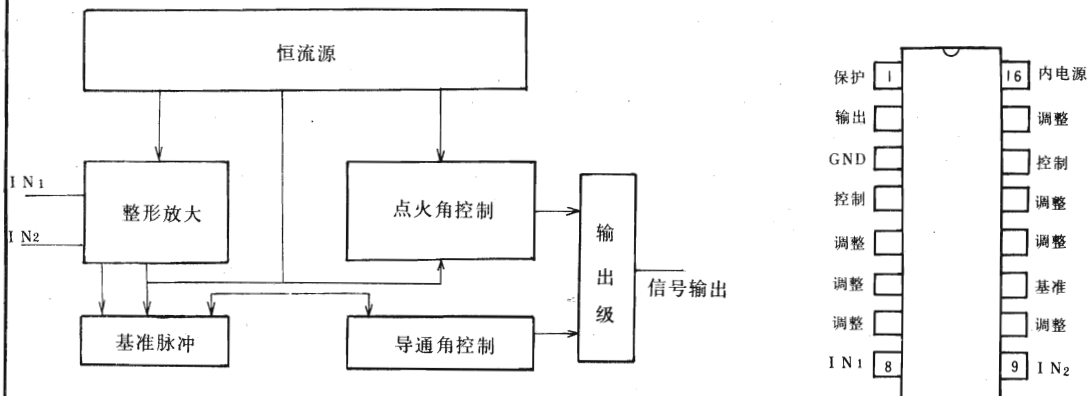 恒流源
IN1
IN2
整形放大
点火角控制
输出级
信号输出
基准脉冲
导通角控制
保护 1
输出
GND
控制
调整
调整
调整
IN1 8
16 内电源
调整
控制
调整
调整
基准
调整
9 IN2